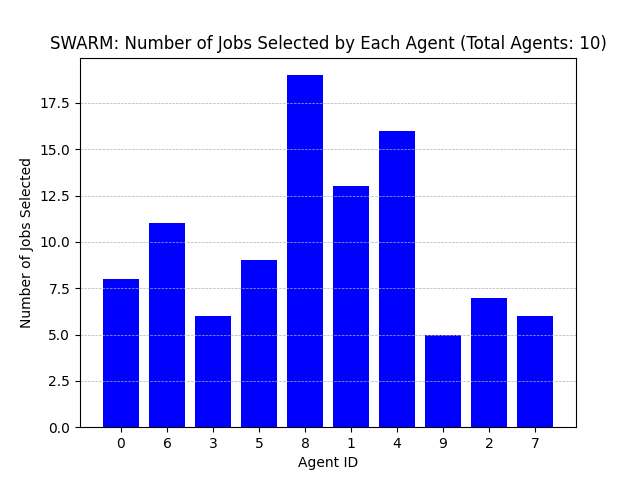 SWARM: Number of Jobs Selected by Each Agent (Total Agents: 10)
Number of Jobs Selected
17.5
15.0
12.5
10.0
7.5
5.0
2.5
0.0
0 6 3 5 8 1 4 9 2 7
Agent ID